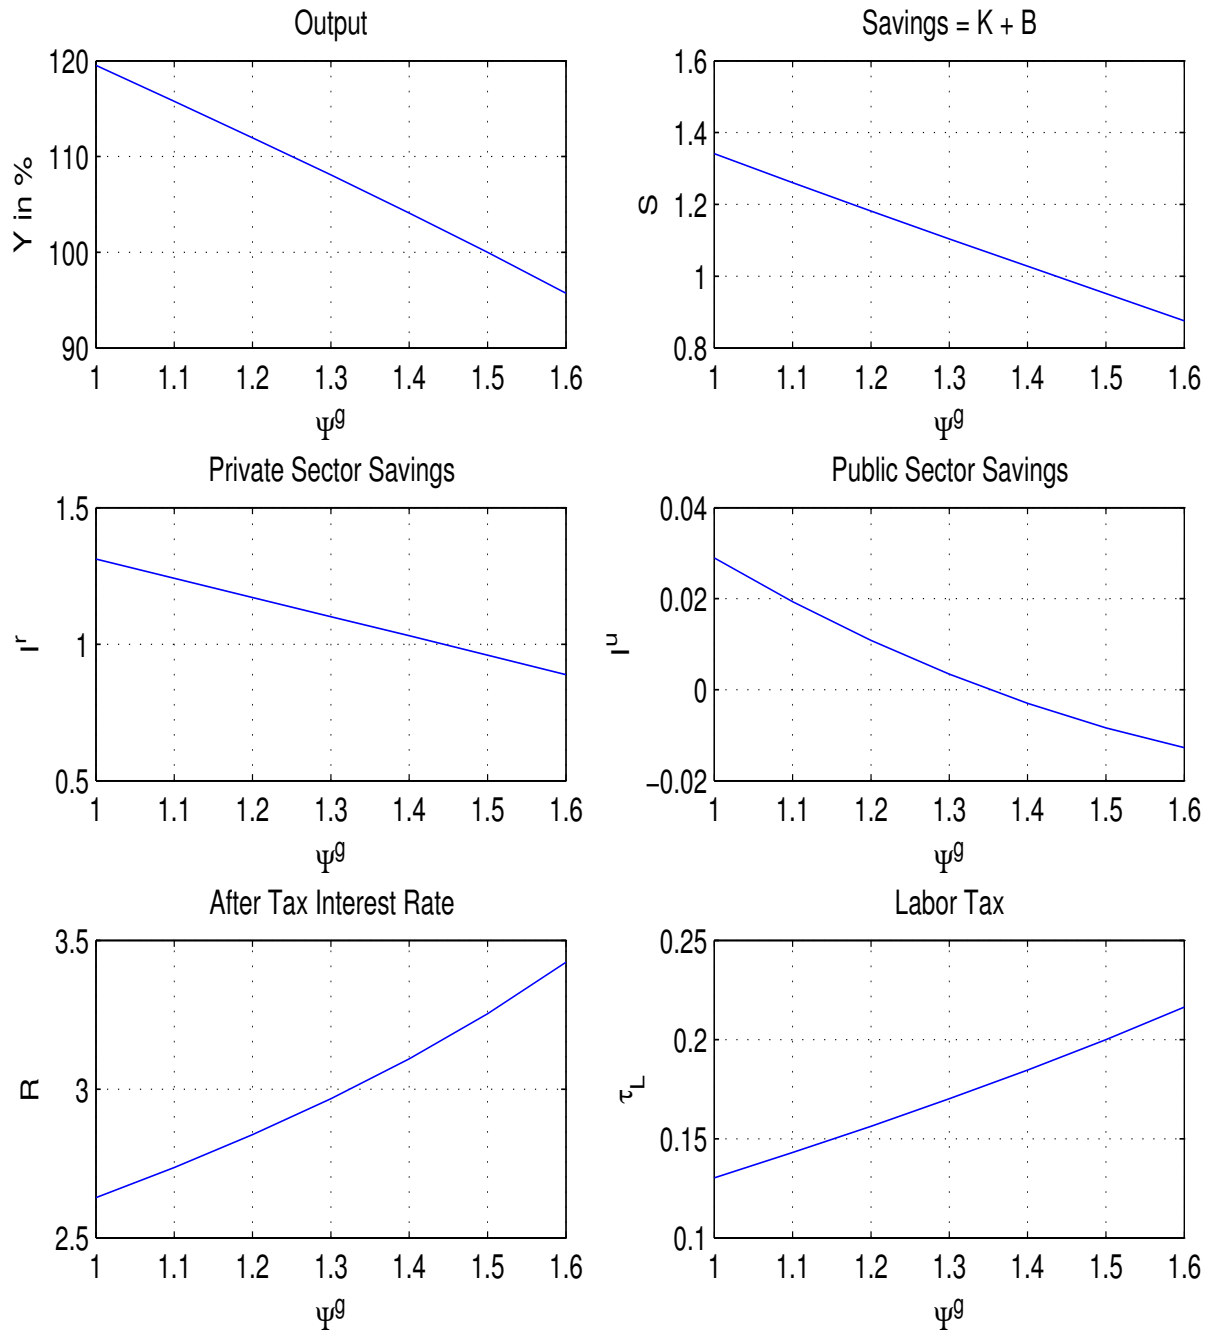 Output
120
110
100
90
Y in %
1 1.1 1.2 1.3 1.4 1.5 1.6
Ψg
Savings = K + B
1.6
1.4
1.2
1
0.8
S
1 1.1 1.2 1.3 1.4 1.5 1.6
Ψg
Private Sector Savings
1.5
1
0.5
Ir
1 1.1 1.2 1.3 1.4 1.5 1.6
Ψg
Public Sector Savings
0.04
0.02
0
−0.02
Iu
1 1.1 1.2 1.3 1.4 1.5 1.6
Ψg
After Tax Interest Rate
3.5
3
2.5
R
1 1.1 1.2 1.3 1.4 1.5 1.6
Ψg
Labor Tax
0.25
0.2
0.15
0.1
τL
1 1.1 1.2 1.3 1.4 1.5 1.6
Ψg